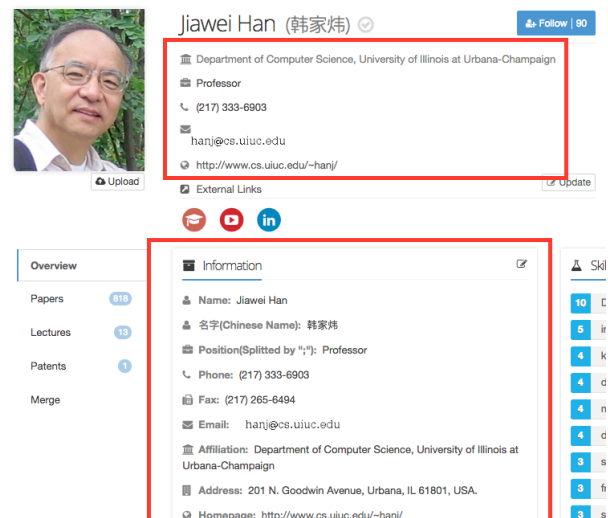 Jiawei Han (韩家炜)
Follow | 90
Department of Computer Science, University of Illinois at Urbana-Champaign
Professor
(217) 333-6903
hanj@cs.uiuc.edu
http://www.cs.uiuc.edu/~hanj/
Upload
External Links
Update
Overview
Papers 818
Lectures 13
Patents 1
Merge
Information
Name: Jiawei Han
名字(Chinese Name): 韩家炜
Position(Splitted by ";"): Professor
Phone: (217) 333-6903
Fax: (217) 265-6494
Email: hanj@cs.uiuc.edu
Affiliation: Department of Computer Science, University of Illinois at
Urbana-Champaign
Address: 201 N. Goodwin Avenue, Urbana, IL 61801, USA.
Homepage: http://www.cs.uiuc.edu/~hanj/
Skil
10 D
5 i
4 k
4 d
4 n
4 d
3 s
3 f
3 s